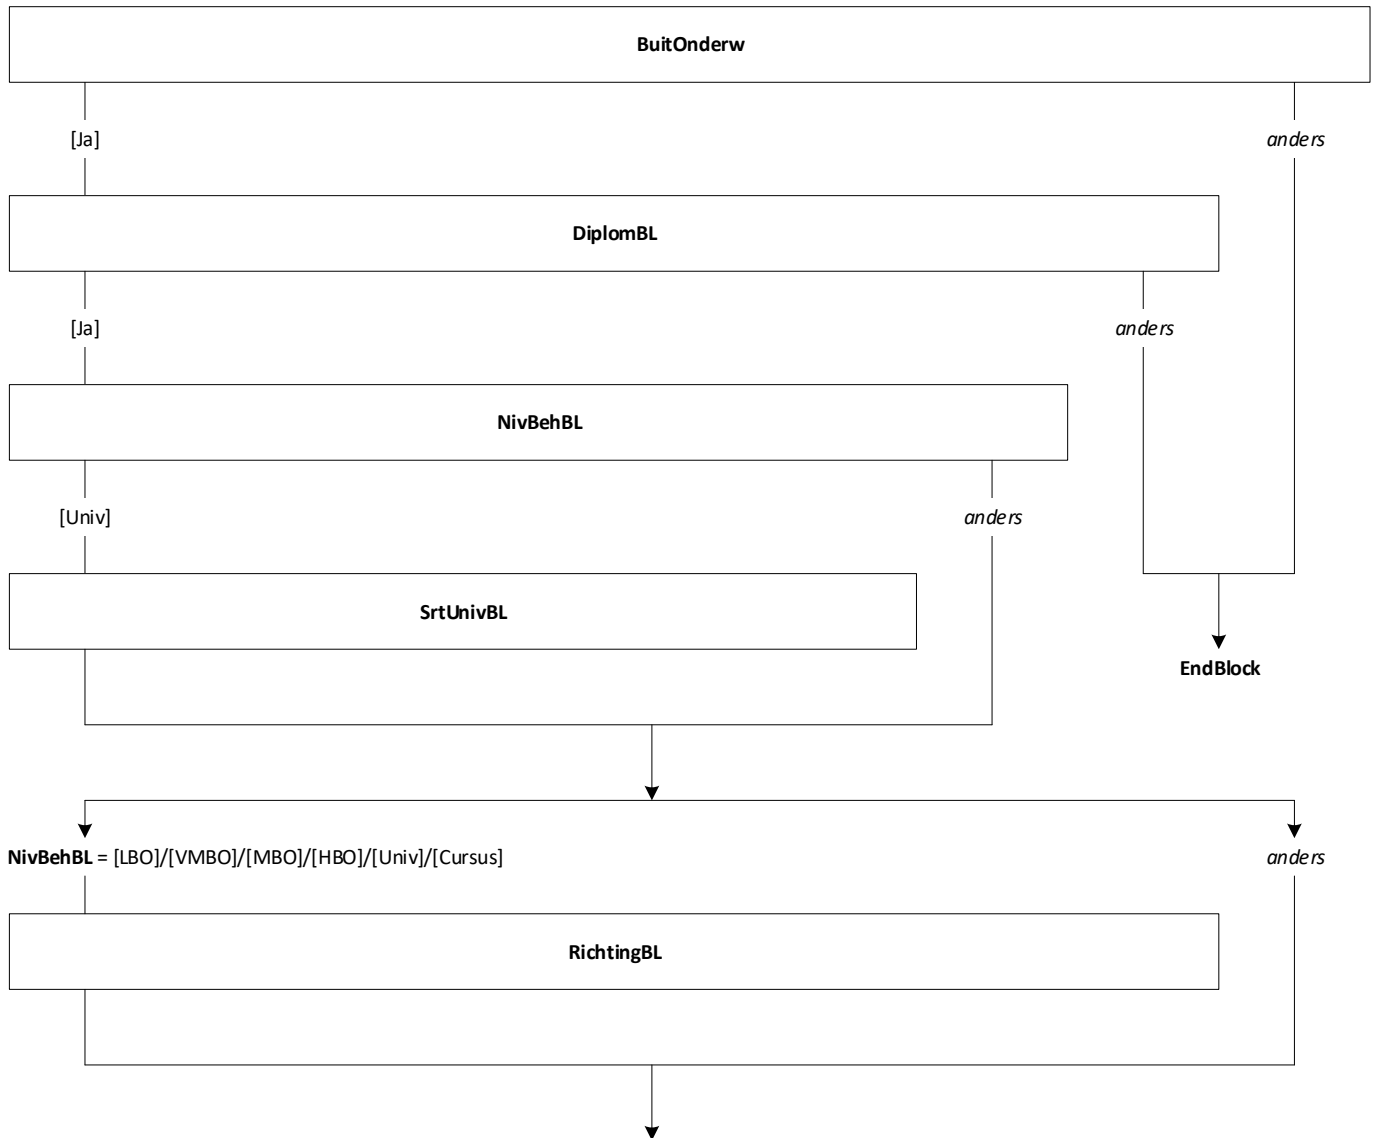 BuitOnderw
[Ja]
anders
DiplomBL
[Ja]
anders
NivBehBL
[Univ]
anders
SrtUnivBL
EndBlock
NivBehBL = [LBO]/[VMBO]/[MBO]/[HBO]/[Univ]/[Cursus]
anders
RichtingBL